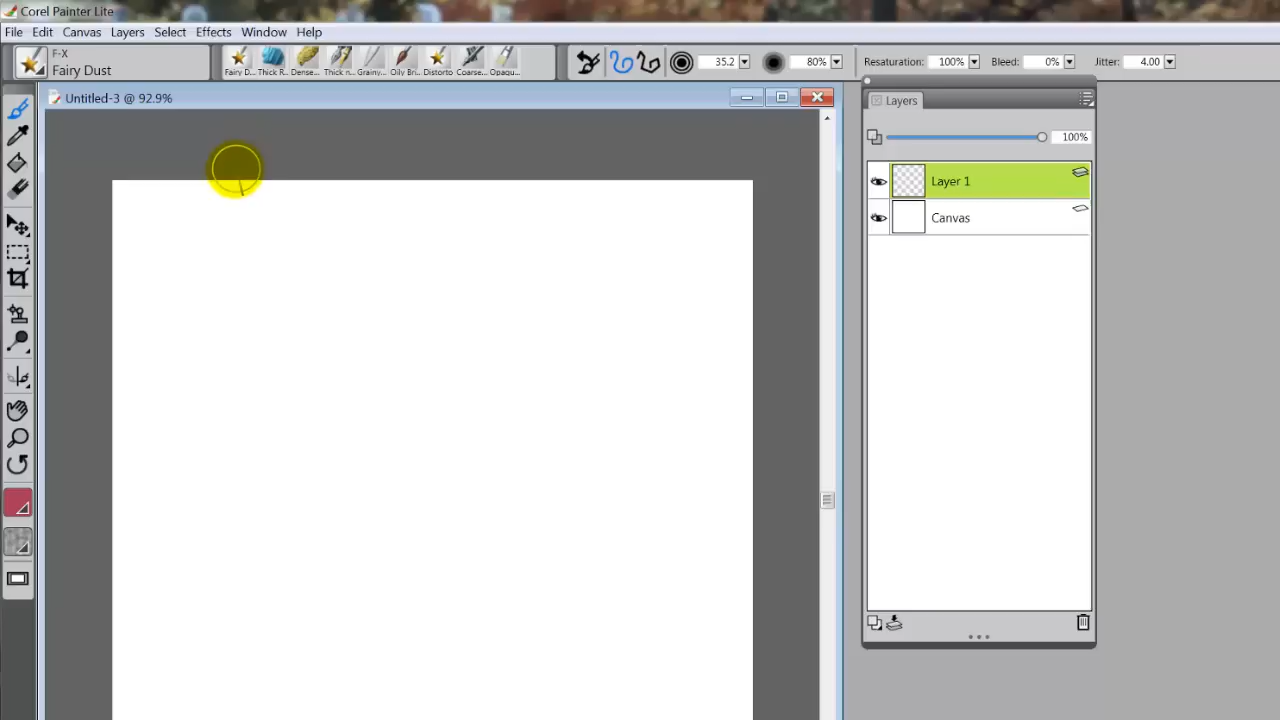 Corel Painter Lite
File Edit Canvas Layers Select Effects Window Help
F-X
Fairy Dust
Fairy D... Thick R... Dense... Thick n... Grainy... Oily Bri... Distorto Coarse... Opaqu...
35.2 80% Resaturation: 100% Bleed: 0% Jitter: 4.00
Untitled-3 @ 92.9%
Layers
100%
Layer 1
Canvas